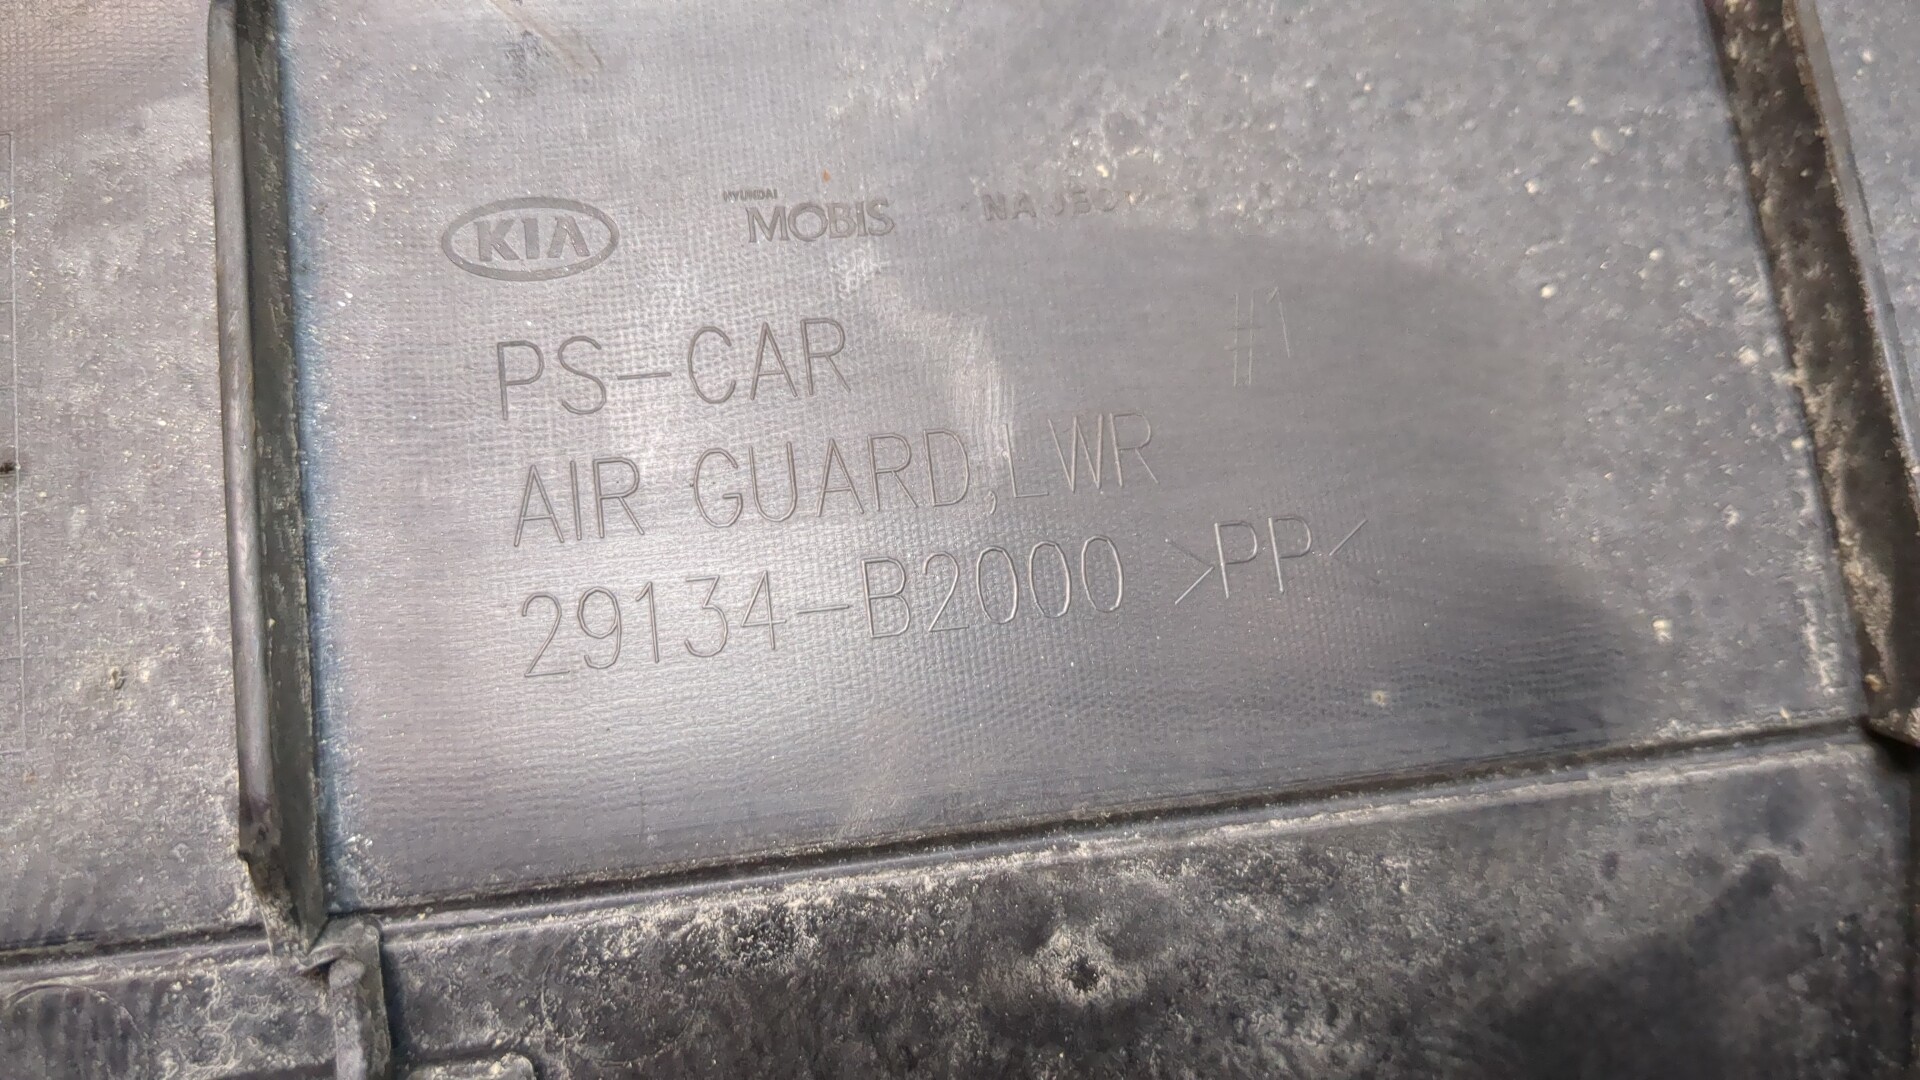 KIA HYUNDAI MOBIS
#1
PS-CAR
AIR GUARD,LWR
29134-B2000 >PP<